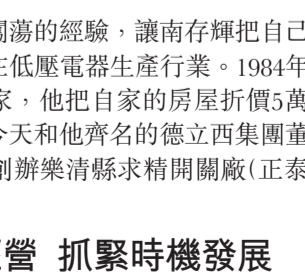 闖蕩的經驗，讓南存輝把自己
在低壓電器生產行業。1984年
家，他把自家的房屋折價5萬
今天和他齊名的德立西集團董
創辦樂清縣求精開關廠(正泰
營 抓緊時機發展